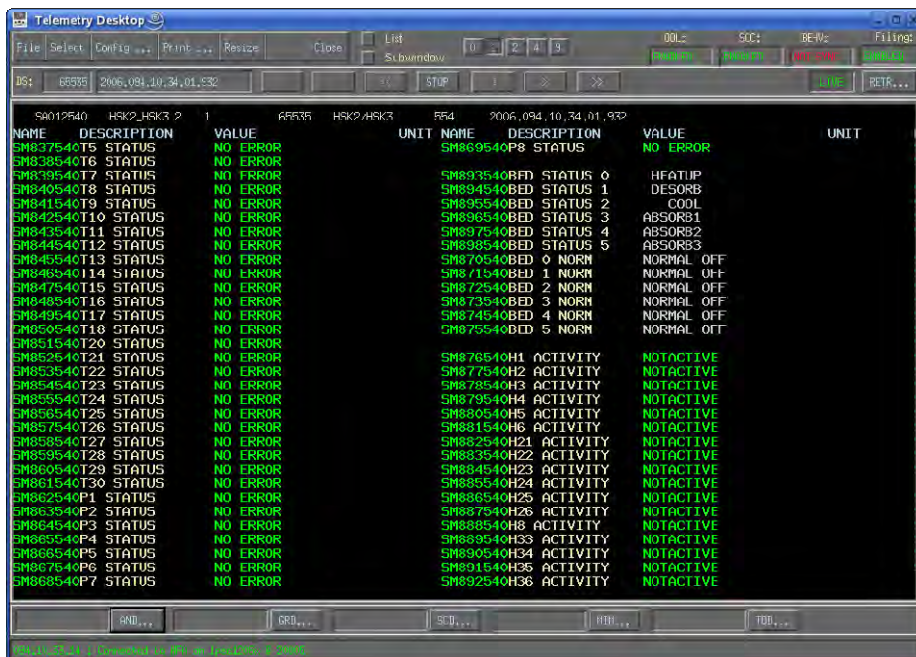 Telemetry Desktop
File Select Config ... Print ... Resize Close List Subwindow 0 2 4 9 OOL: SCC: BEHV: Filing:
DS: 65535 2006.094.10.34.01.932 STOP LIVE RETR...
SA012540 HSK2_HSK3_2 1 65535 HSK2/HSK3 554 2006.094.10.34.01.932
NAME DESCRIPTION VALUE UNIT NAME DESCRIPTION VALUE UNIT
SM837540T5 STATUS NO ERROR SM869540P8 STATUS NO ERROR
SM838540T6 STATUS NO ERROR
SM839540T7 STATUS NO ERROR SM893540BED STATUS 0 HEATUP
SM840540T8 STATUS NO ERROR SM894540BED STATUS 1 DESORB
SM841540T9 STATUS NO ERROR SM895540BED STATUS 2 COOL
SM842540T10 STATUS NO ERROR SM896540BED STATUS 3 ABSORB1
SM843540T11 STATUS NO ERROR SM897540BED STATUS 4 ABSORB2
SM844540T12 STATUS NO ERROR SM898540BED STATUS 5 ABSORB3
SM845540T13 STATUS NO ERROR SM870540BED 0 NORM NORMAL OFF
SM846540T14 STATUS NO ERROR SM871540BED 1 NORM NORMAL OFF
SM847540T15 STATUS NO ERROR SM872540BED 2 NORM NORMAL OFF
SM848540T16 STATUS NO ERROR SM873540BED 3 NORM NORMAL OFF
SM849540T17 STATUS NO ERROR SM874540BED 4 NORM NORMAL OFF
SM850540T18 STATUS NO ERROR SM875540BED 5 NORM NORMAL OFF
SM851540T20 STATUS NO ERROR
SM852540T21 STATUS NO ERROR SM876540H1 ACTIVITY NOTACTIVE
SM853540T22 STATUS NO ERROR SM877540H2 ACTIVITY NOTACTIVE
SM854540T23 STATUS NO ERROR SM878540H3 ACTIVITY NOTACTIVE
SM855540T24 STATUS NO ERROR SM879540H4 ACTIVITY NOTACTIVE
SM856540T25 STATUS NO ERROR SM880540H5 ACTIVITY NOTACTIVE
SM857540T26 STATUS NO ERROR SM881540H6 ACTIVITY NOTACTIVE
SM858540T27 STATUS NO ERROR SM882540H21 ACTIVITY NOTACTIVE
SM859540T28 STATUS NO ERROR SM883540H22 ACTIVITY NOTACTIVE
SM860540T29 STATUS NO ERROR SM884540H23 ACTIVITY NOTACTIVE
SM861540T30 STATUS NO ERROR SM885540H24 ACTIVITY NOTACTIVE
SM862540P1 STATUS NO ERROR SM886540H25 ACTIVITY NOTACTIVE
SM863540P2 STATUS NO ERROR SM887540H26 ACTIVITY NOTACTIVE
SM864540P3 STATUS NO ERROR SM888540H8 ACTIVITY NOTACTIVE
SM865540P4 STATUS NO ERROR SM889540H33 ACTIVITY NOTACTIVE
SM866540P5 STATUS NO ERROR SM890540H34 ACTIVITY NOTACTIVE
SM867540P6 STATUS NO ERROR SM891540H35 ACTIVITY NOTACTIVE
SM868540P7 STATUS NO ERROR SM892540H36 ACTIVITY NOTACTIVE
AND... GRD... SCD... TOD...